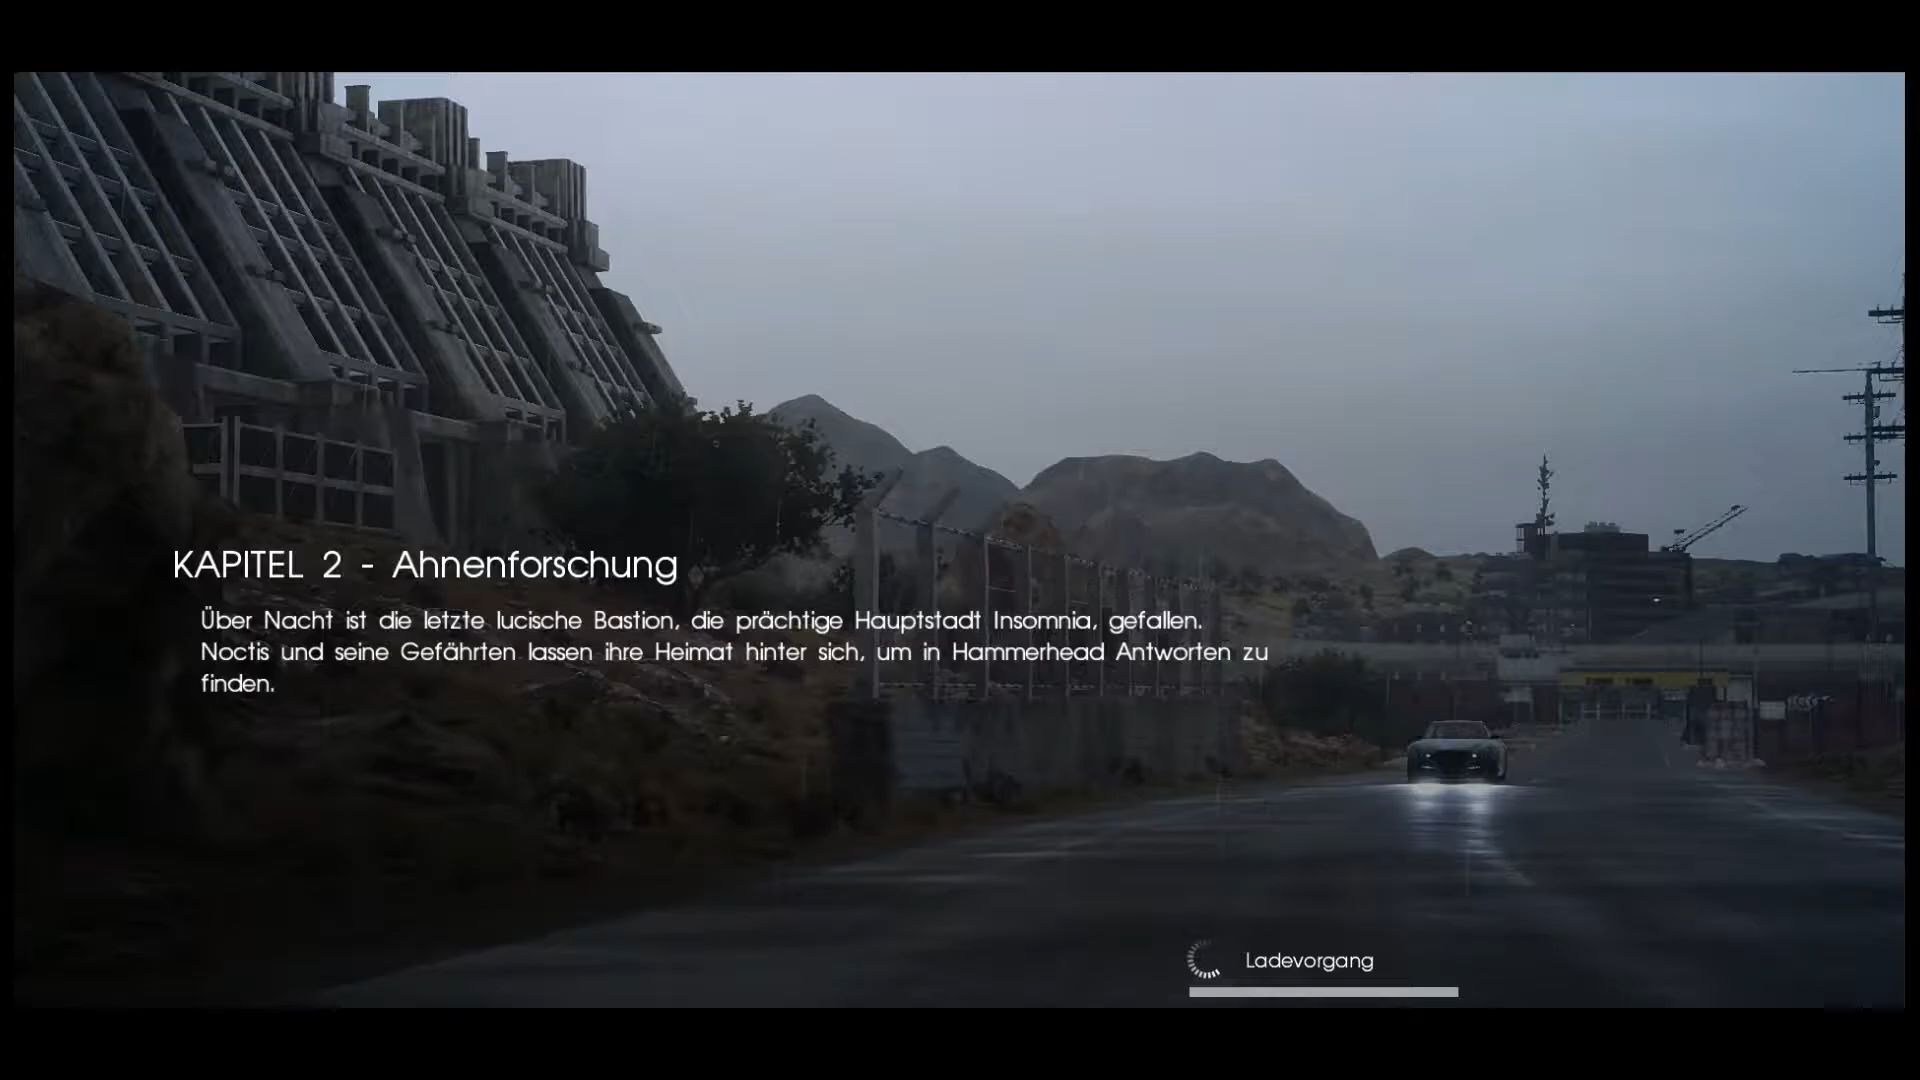 KAPITEL 2 - Ahnenforschung
Über Nacht ist die letzte lucische Bastion, die prächtige Hauptstadt Insomnia, gefallen.
Noctis und seine Gefährten lassen ihre Heimat hinter sich, um in Hammerhead Antworten zu
finden.
Ladevorgang